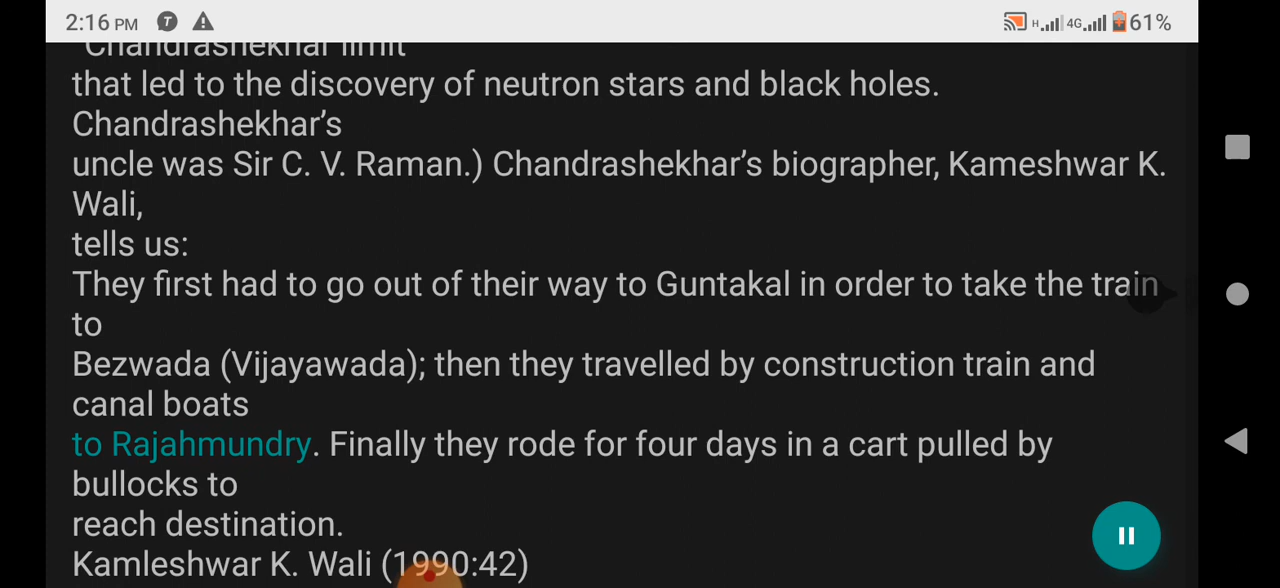 2:16 PM
H 4G 61%
"Chandrashekhar limit
that led to the discovery of neutron stars and black holes.
Chandrashekhar’s
uncle was Sir C. V. Raman.) Chandrashekhar’s biographer, Kameshwar K.
Wali,
tells us:
They first had to go out of their way to Guntakal in order to take the train
to
Bezwada (Vijayawada); then they travelled by construction train and
canal boats
to Rajahmundry. Finally they rode for four days in a cart pulled by
bullocks to
reach destination.
Kamleshwar K. Wali (1990:42)